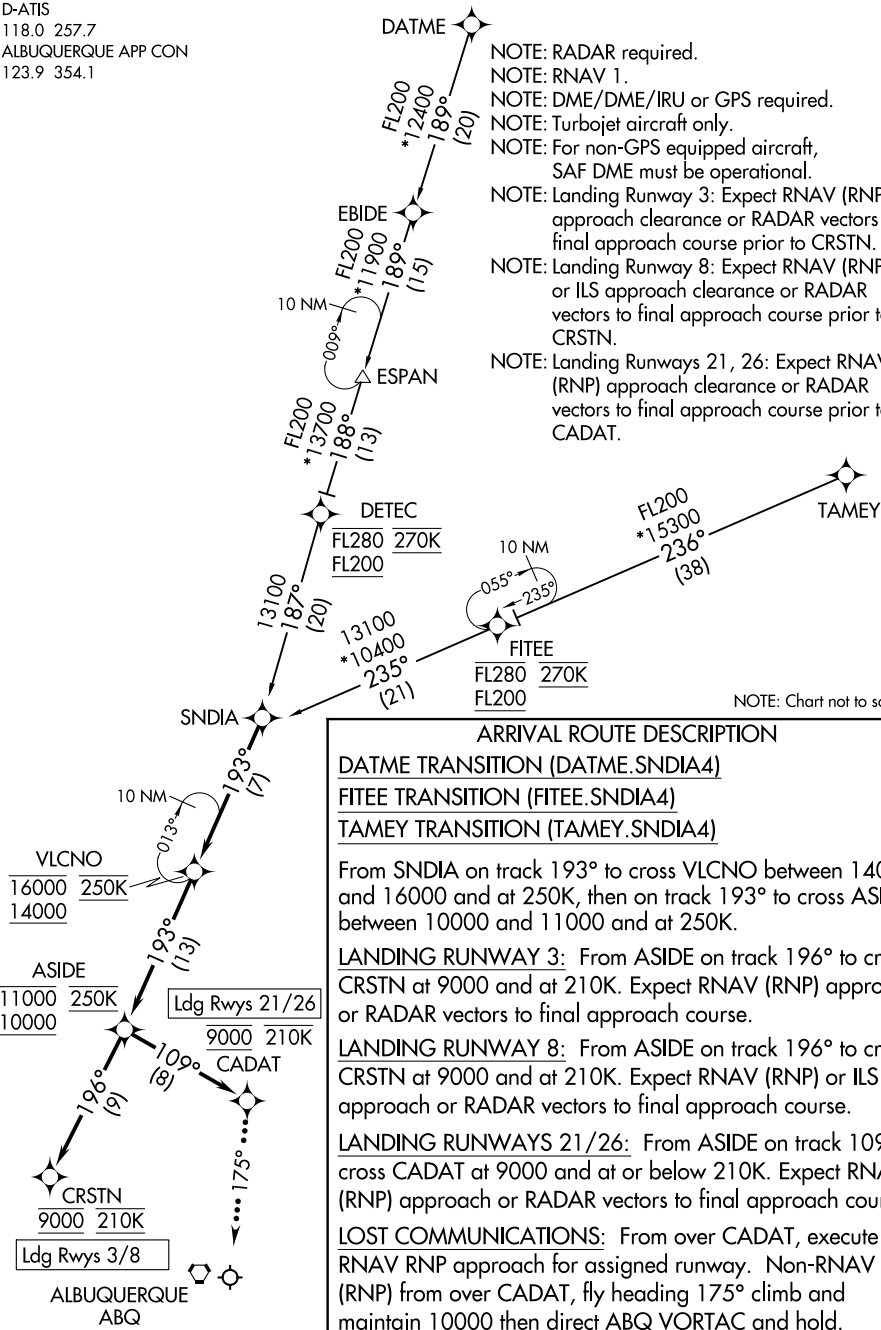 D-ATIS
118.0 257.7
ALBUQUERQUE APP CON
123.9 354.1
DATME
NOTE: RADAR required.
NOTE: RNAV 1.
NOTE: DME/DME/IRU or GPS required.
NOTE: Turbojet aircraft only.
NOTE: For non-GPS equipped aircraft,
SAF DME must be operational.
NOTE: Landing Runway 3: Expect RNAV (RNP
approach clearance or RADAR vectors
final approach course prior to CRSTN.
NOTE: Landing Runway 8: Expect RNAV (RNP
or ILS approach clearance or RADAR
vectors to final approach course prior t
CRSTN.
NOTE: Landing Runways 21, 26: Expect RNAV
(RNP) approach clearance or RADAR
vectors to final approach course prior t
CADAT.
FL200
*12400
189°
(20)
EBIDE
FL200
*11900
189°
(15)
10 NM
009°
ESPAN
FL200
*13700
188°
(13)
DETEC
FL280 270K
FL200
TAMEY
FL200
*15300
236°
(38)
10 NM
055°
235°
FITEE
FL280 270K
FL200
13100
187°
(20)
13100
*10400
235°
(21)
NOTE: Chart not to sc
SNDIA
193°
(7)
10 NM
013°
VLCNO
16000 250K
14000
193°
(13)
ASIDE
11000 250K
10000
Ldg Rwys 21/26
9000 210K
CADAT
109°
(8)
196°
(9)
175°
CRSTN
9000 210K
Ldg Rwys 3/8
ALBUQUERQUE
ABQ
ARRIVAL ROUTE DESCRIPTION
DATME TRANSITION (DATME.SNDIA4)
FITEE TRANSITION (FITEE.SNDIA4)
TAMEY TRANSITION (TAMEY.SNDIA4)
From SNDIA on track 193° to cross VLCNO between 140
and 16000 and at 250K, then on track 193° to cross ASI
between 10000 and 11000 and at 250K.
LANDING RUNWAY 3: From ASIDE on track 196° to cr
CRSTN at 9000 and at 210K. Expect RNAV (RNP) appro
or RADAR vectors to final approach course.
LANDING RUNWAY 8: From ASIDE on track 196° to cr
CRSTN at 9000 and at 210K. Expect RNAV (RNP) or ILS
approach or RADAR vectors to final approach course.
LANDING RUNWAYS 21/26: From ASIDE on track 109
cross CADAT at 9000 and at or below 210K. Expect RNA
(RNP) approach or RADAR vectors to final approach cour
LOST COMMUNICATIONS: From over CADAT, execute
RNAV RNP approach for assigned runway. Non-RNAV
(RNP) from over CADAT, fly heading 175° climb and
maintain 10000 then direct ABQ VORTAC and hold.